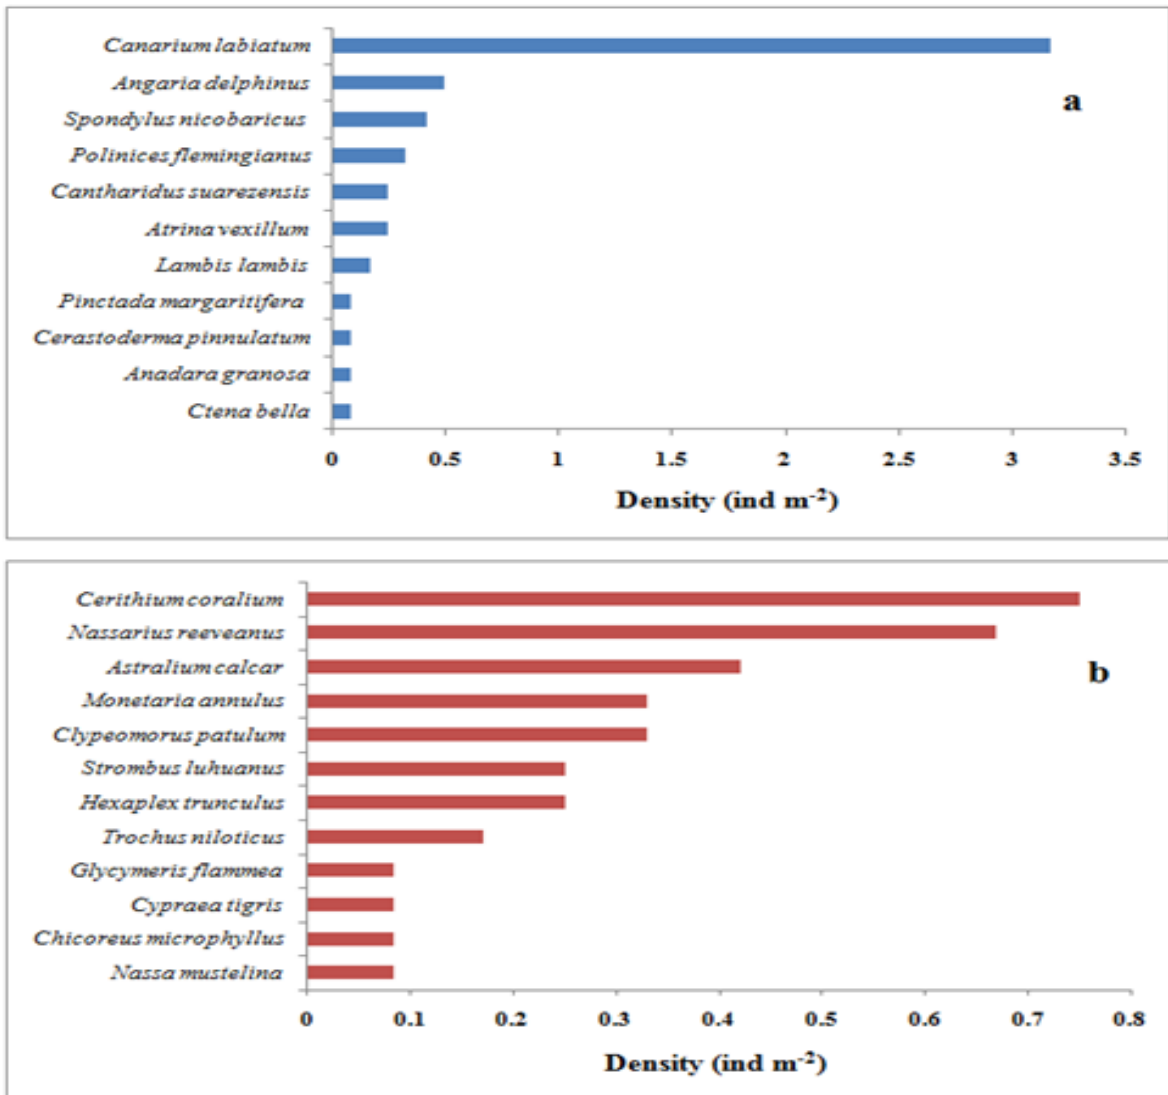 Canarium labiatum
Angaria delphinus
a
Spondylus nicobaricus
Polinices flemingianus
Cantharidus suarezensis
Atrina vexillum
Lambis lambis
Pinctada margaritifera
Cerastoderma pinnulatum
Anadara granosa
Ctena bella
0 0.5 1 1.5 2 2.5 3 3.5
Density (ind m-2)
Cerithium coralium
Nassarius reeveanus
Astralium calcar
b
Monetaria annulus
Clypeomorus patulum
Strombus luhuanus
Hexaplex trunculus
Trochus niloticus
Glycymeris flammea
Cypraea tigris
Chicoreus microphyllus
Nassa mustelina
0 0.1 0.2 0.3 0.4 0.5 0.6 0.7 0.8
Density (ind m-2)